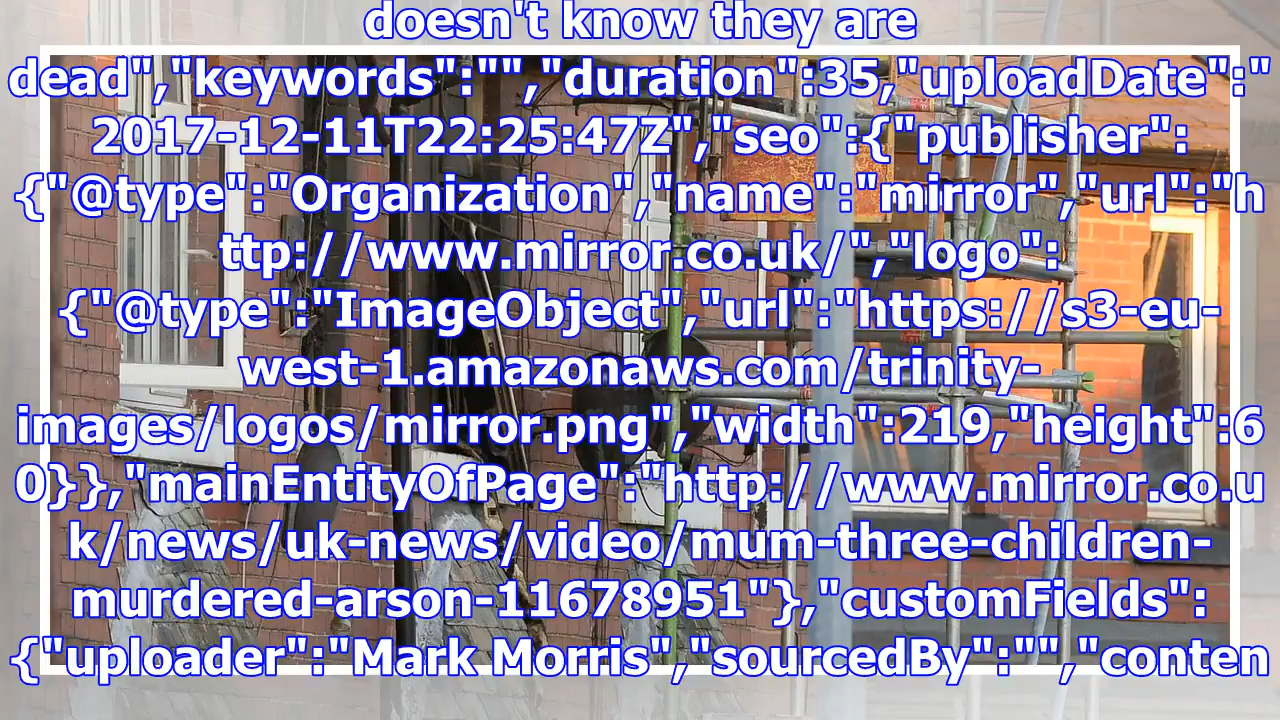 doesn't know they are
dead","keywords":"","duration":35,"uploadDate":"
2017-12-11T22:25:47Z","seo":{"publisher":
{"@type":"Organization","name":"mirror","url":"h
ttp://www.mirror.co.uk/","logo":
{"@type":"ImageObject","url":"https://s3-eu-
west-1.amazonaws.com/trinity-
images/logos/mirror.png","width":219,"height":6
0}},"mainEntityOfPage":"http://www.mirror.co.u
k/news/uk-news/video/mum-three-children-
murdered-arson-11678951"},"customFields":
{"uploader":"Mark Morris","sourcedBy":"","conten